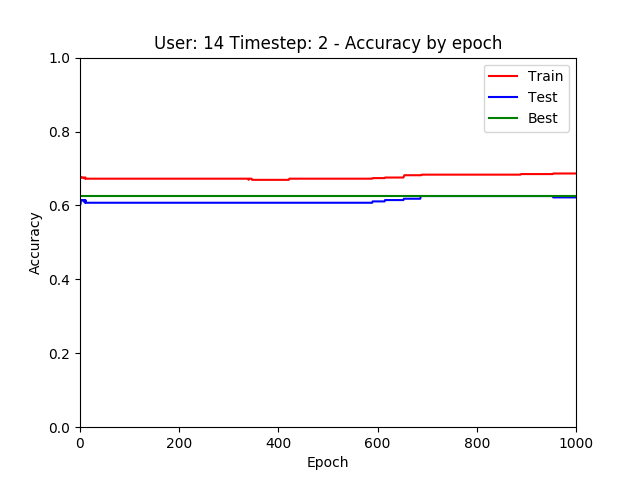 User: 14 Timestep: 2 - Accuracy by epoch
1.0
0.8
0.6
0.4
0.2
0.0
Accuracy
Train
Test
Best
0 200 400 600 800 1000
Epoch